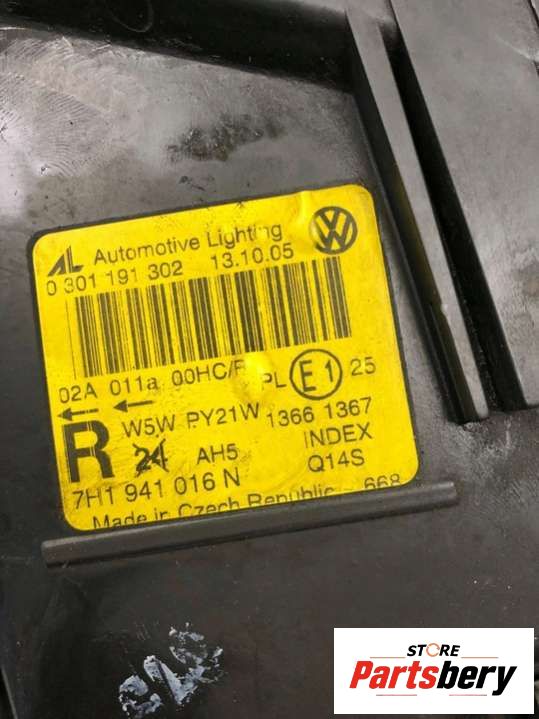 AL Automotive Lighting
0 301 191 302 13.10.05
02A 011a 00HC/R PL E1 25
W5W PY21W 1366 1367
R 24 AH5 INDEX
7H1 941 016 N Q14S
Made in Czech Republic 668
STORE
Partsbery